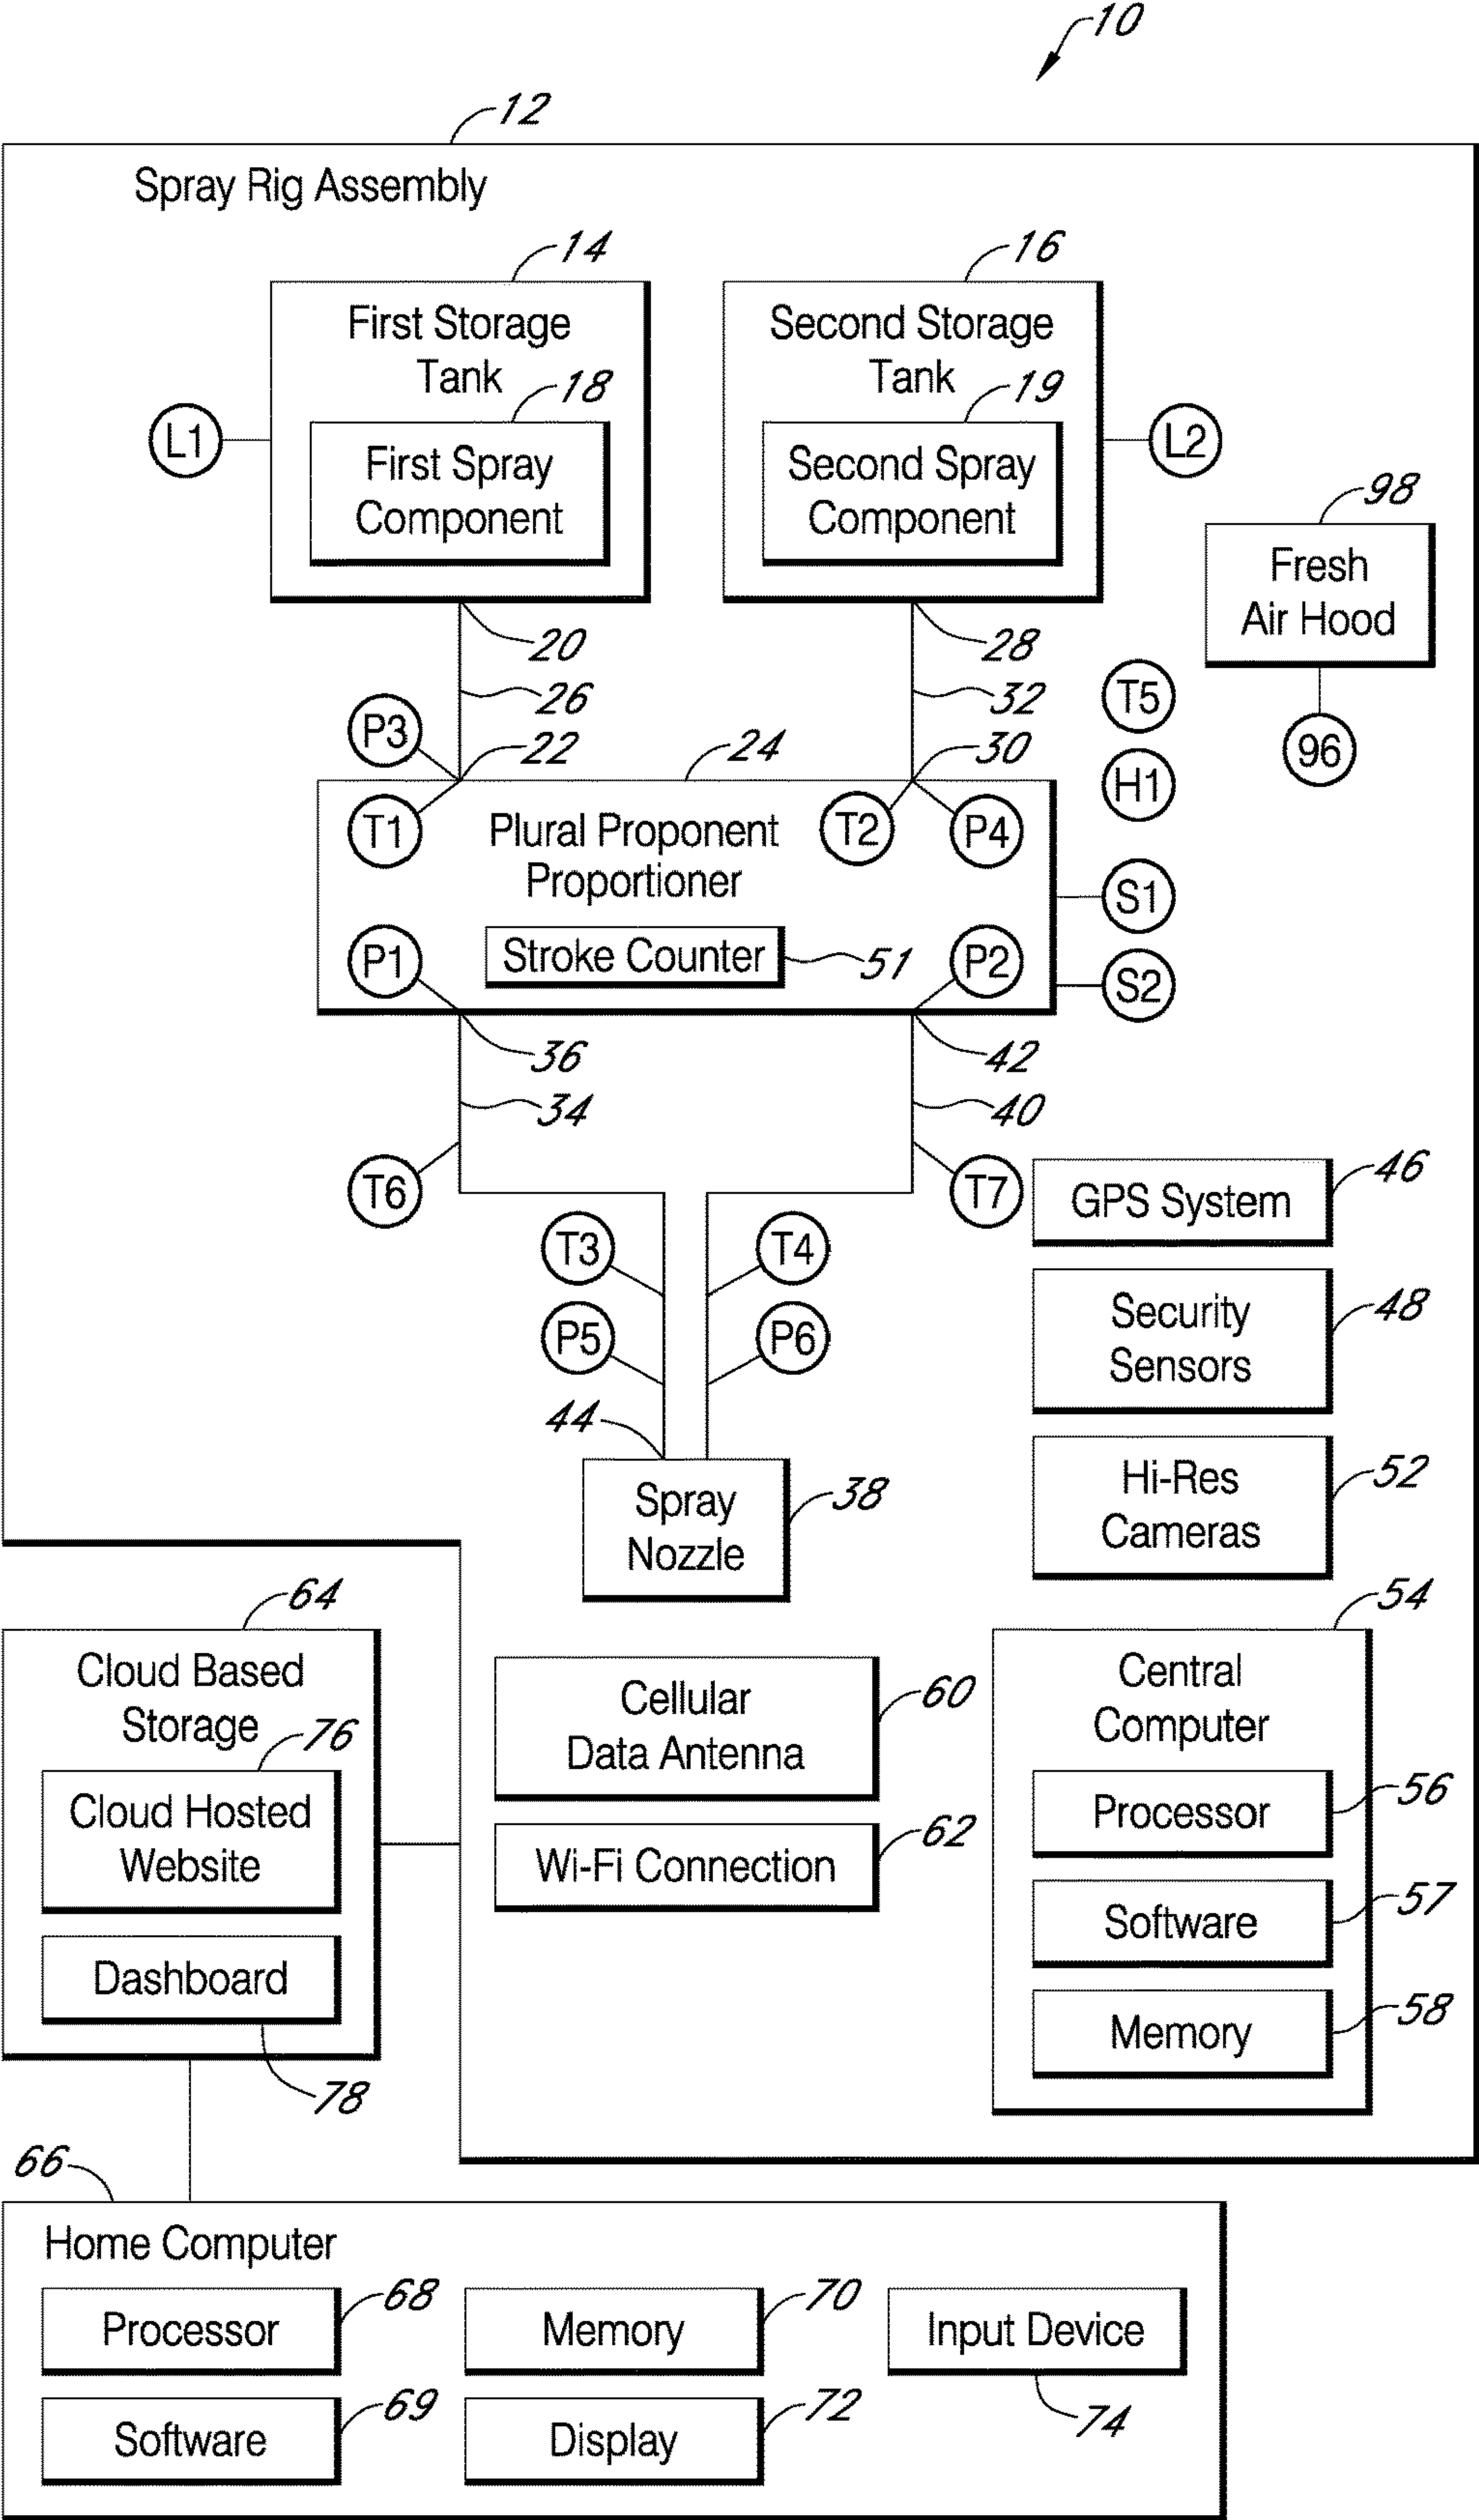 10
12
Spray Rig Assembly
14
16
First Storage
Tank
Second Storage
Tank
18
19
L1
First Spray
Component
Second Spray
Component
L2
98
Fresh
Air Hood
20
28
26
32
T5
P3
22
24
30
96
H1
T1
Plural Proponent
Proportioner
T2
P4
S1
P1
Stroke Counter
51
P2
S2
36
42
34
40
T6
T7
46
GPS System
T3
T4
48
Security
Sensors
P5
P6
44
52
Hi-Res
Cameras
Spray
Nozzle
38
64
54
Cloud Based
Storage
76
Cloud Hosted
Website
Dashboard
78
Cellular
Data Antenna
60
Wi-Fi Connection
62
Central
Computer
Processor
56
Software
57
Memory
58
66
Home Computer
Processor
68
Memory
70
Input Device
Software
69
Display
72
74